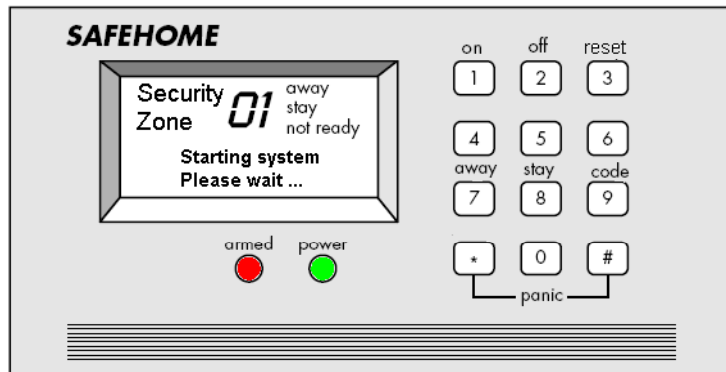 SAFEHOME
Security Zone 01
away
stay
not ready
Starting system
Please wait ...
armed power
on off reset
1 2 3
4 5 6
away stay code
7 8 9
* 0 #
panic